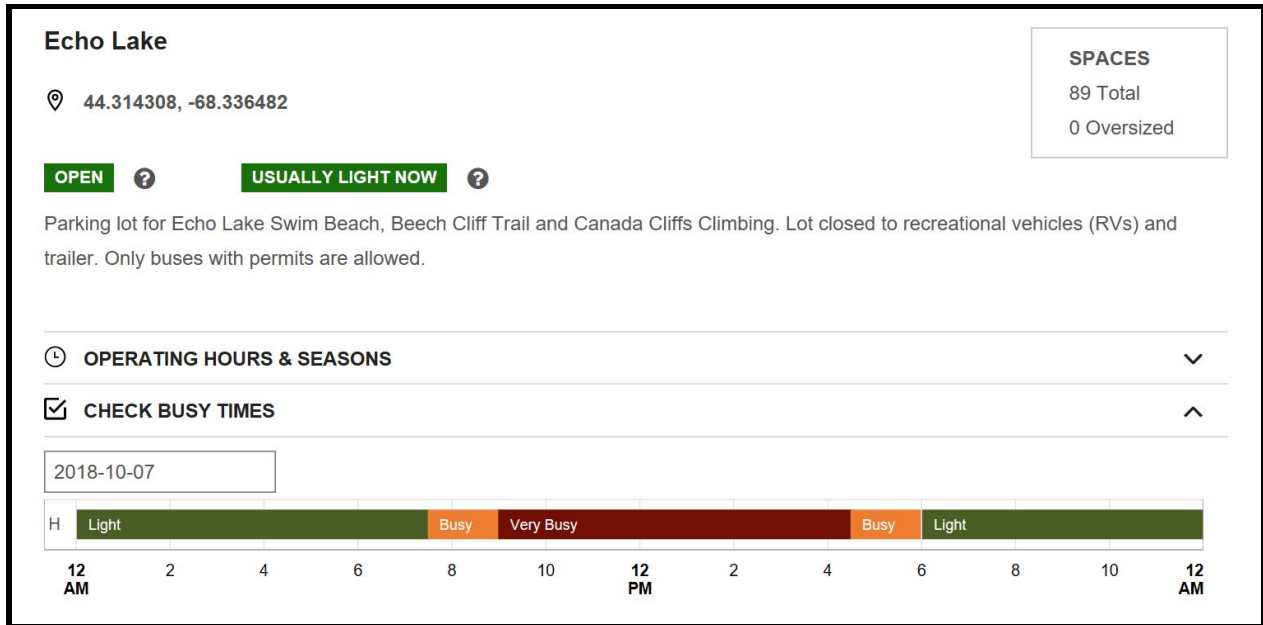 Echo Lake
SPACES
89 Total
0 Oversized
44.314308, -68.336482
OPEN ? USUALLY LIGHT NOW ?
Parking lot for Echo Lake Swim Beach, Beech Cliff Trail and Canada Cliffs Climbing. Lot closed to recreational vehicles (RVs) and
trailer. Only buses with permits are allowed.
OPERATING HOURS & SEASONS
CHECK BUSY TIMES
2018-10-07
H Light Busy Very Busy Busy Light
12 2 4 6 8 10 12 2 4 6 8 10 12
AM PM AM